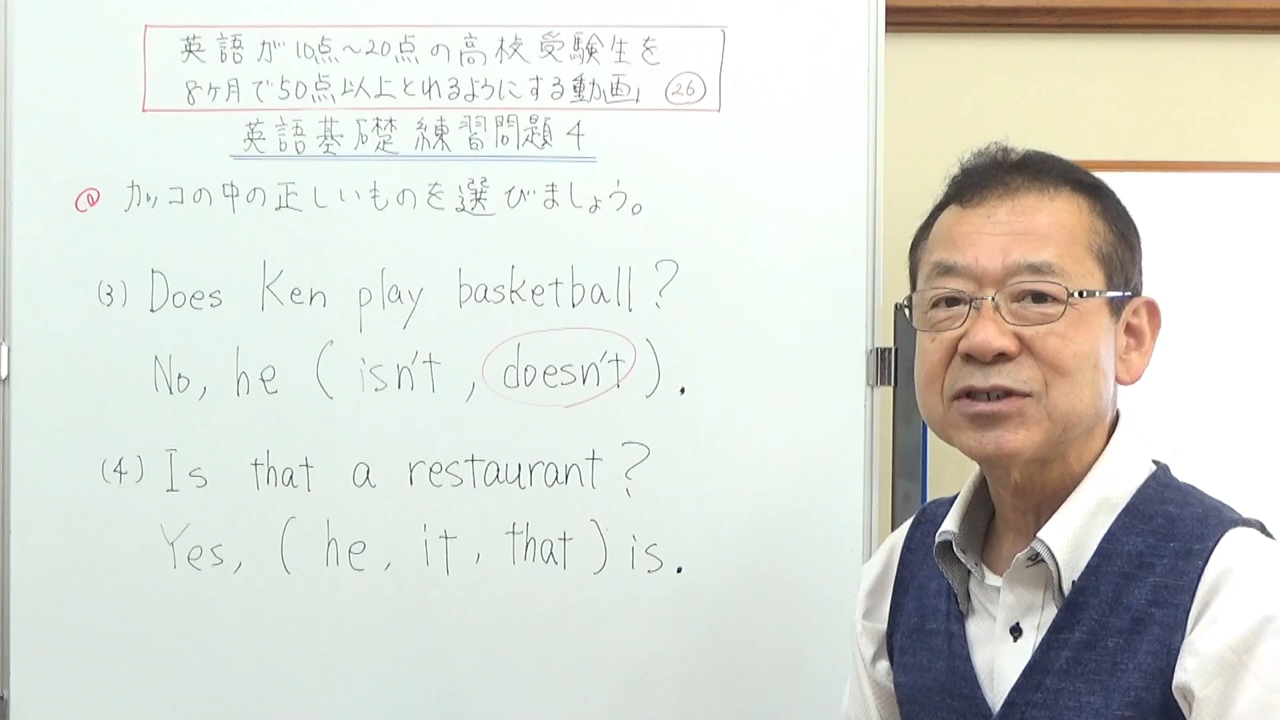 英語が10点~20点の高校受験生を
8ヶ月で50点以上とれるようにする動画」 26
英語基礎練習問題4
@ カッコの中の正しいものを選びましょう。
(3) Does Ken play basketball?
No, he ( isn't , doesn't ).
(4) Is that a restaurant?
Yes, ( he, it, that ) is.